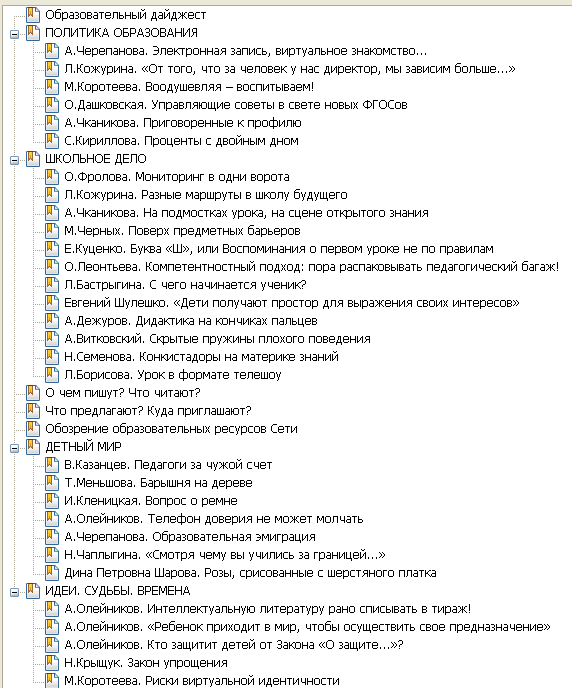 Образовательный дайджест
ПОЛИТИКА ОБРАЗОВАНИЯ
А.Черепанова. Электронная запись, виртуальное знакомство...
Л.Кожурина. «От того, что за человек у нас директор, мы зависим больше...»
М.Коротеева. Воодушевляя – воспитываем!
О.Дашковская. Управляющие советы в свете новых ФГОСов
А.Чканикова. Приговоренные к профилю
С.Кириллова. Проценты с двойным дном
ШКОЛЬНОЕ ДЕЛО
О.Фролова. Мониторинг в одни ворота
Л.Кожурина. Разные маршруты в школу будущего
А.Чканикова. На подмостках урока, на сцене открытого знания
М.Черных. Поверх предметных барьеров
Е.Куценко. Буква «Ш», или Воспоминания о первом уроке не по правилам
О.Леонтьева. Компетентностный подход: пора распаковывать педагогический багаж!
Л.Бастрыгина. С чего начинается ученик?
Евгений Шулешко. «Дети получают простор для выражения своих интересов»
А.Дежуров. Дидактика на кончиках пальцев
А.Витковский. Скрытые пружины плохого поведения
Н.Семенова. Конкистадоры на материке знаний
Л.Борисова. Урок в формате телешоу
О чем пишут? Что читают?
Что предлагают? Куда приглашают?
Обозрение образовательных ресурсов Сети
ДЕТНЫЙ МИР
В.Казанцев. Педагоги за чужой счет
Т.Меньшова. Барышня на дереве
И.Кленицкая. Вопрос о ремне
А.Олейников. Телефон доверия не может молчать
А.Черепанова. Образовательная эмиграция
Н.Чаплыгина. «Смотря чему вы учились за границей...»
Дина Петровна Шарова. Розы, срисованные с шерстяного платка
ИДЕИ. СУДЬБЫ. ВРЕМЕНА
А.Олейников. Интеллектуальную литературу рано списывать в тираж!
А.Олейников. «Ребенок приходит в мир, чтобы осуществить свое предназначение»
А.Олейников. Кто защитит детей от Закона «О защите...»?
Н.Крыщук. Закон упрощения
М.Коротеева. Риски виртуальной идентичности